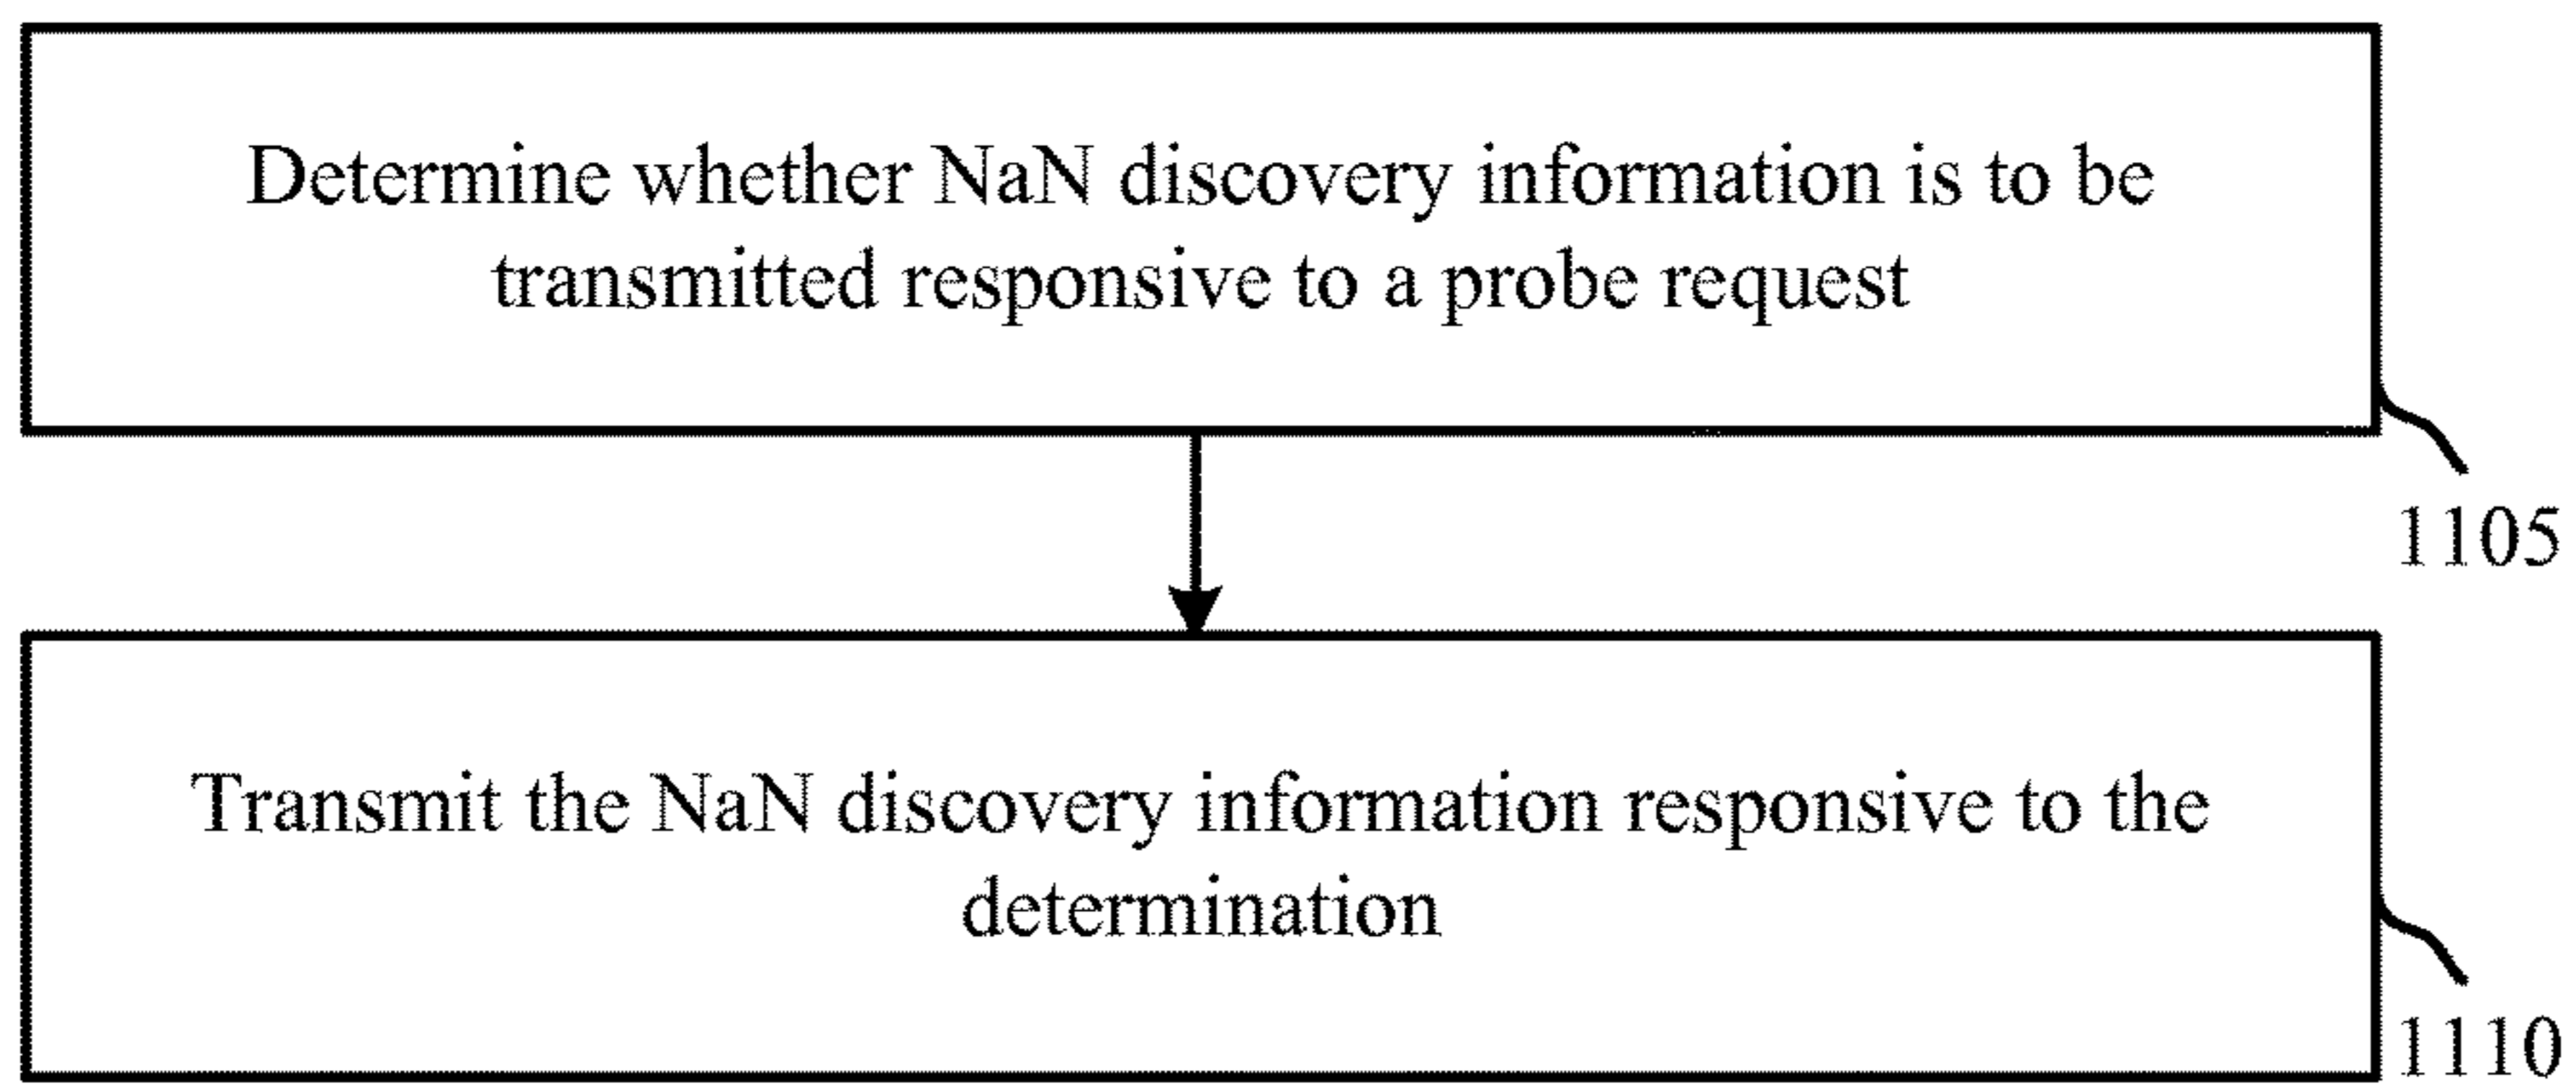 Determine whether NaN discovery information is to be
transmitted responsive to a probe request
1105
Transmit the NaN discovery information responsive to the
determination
1110